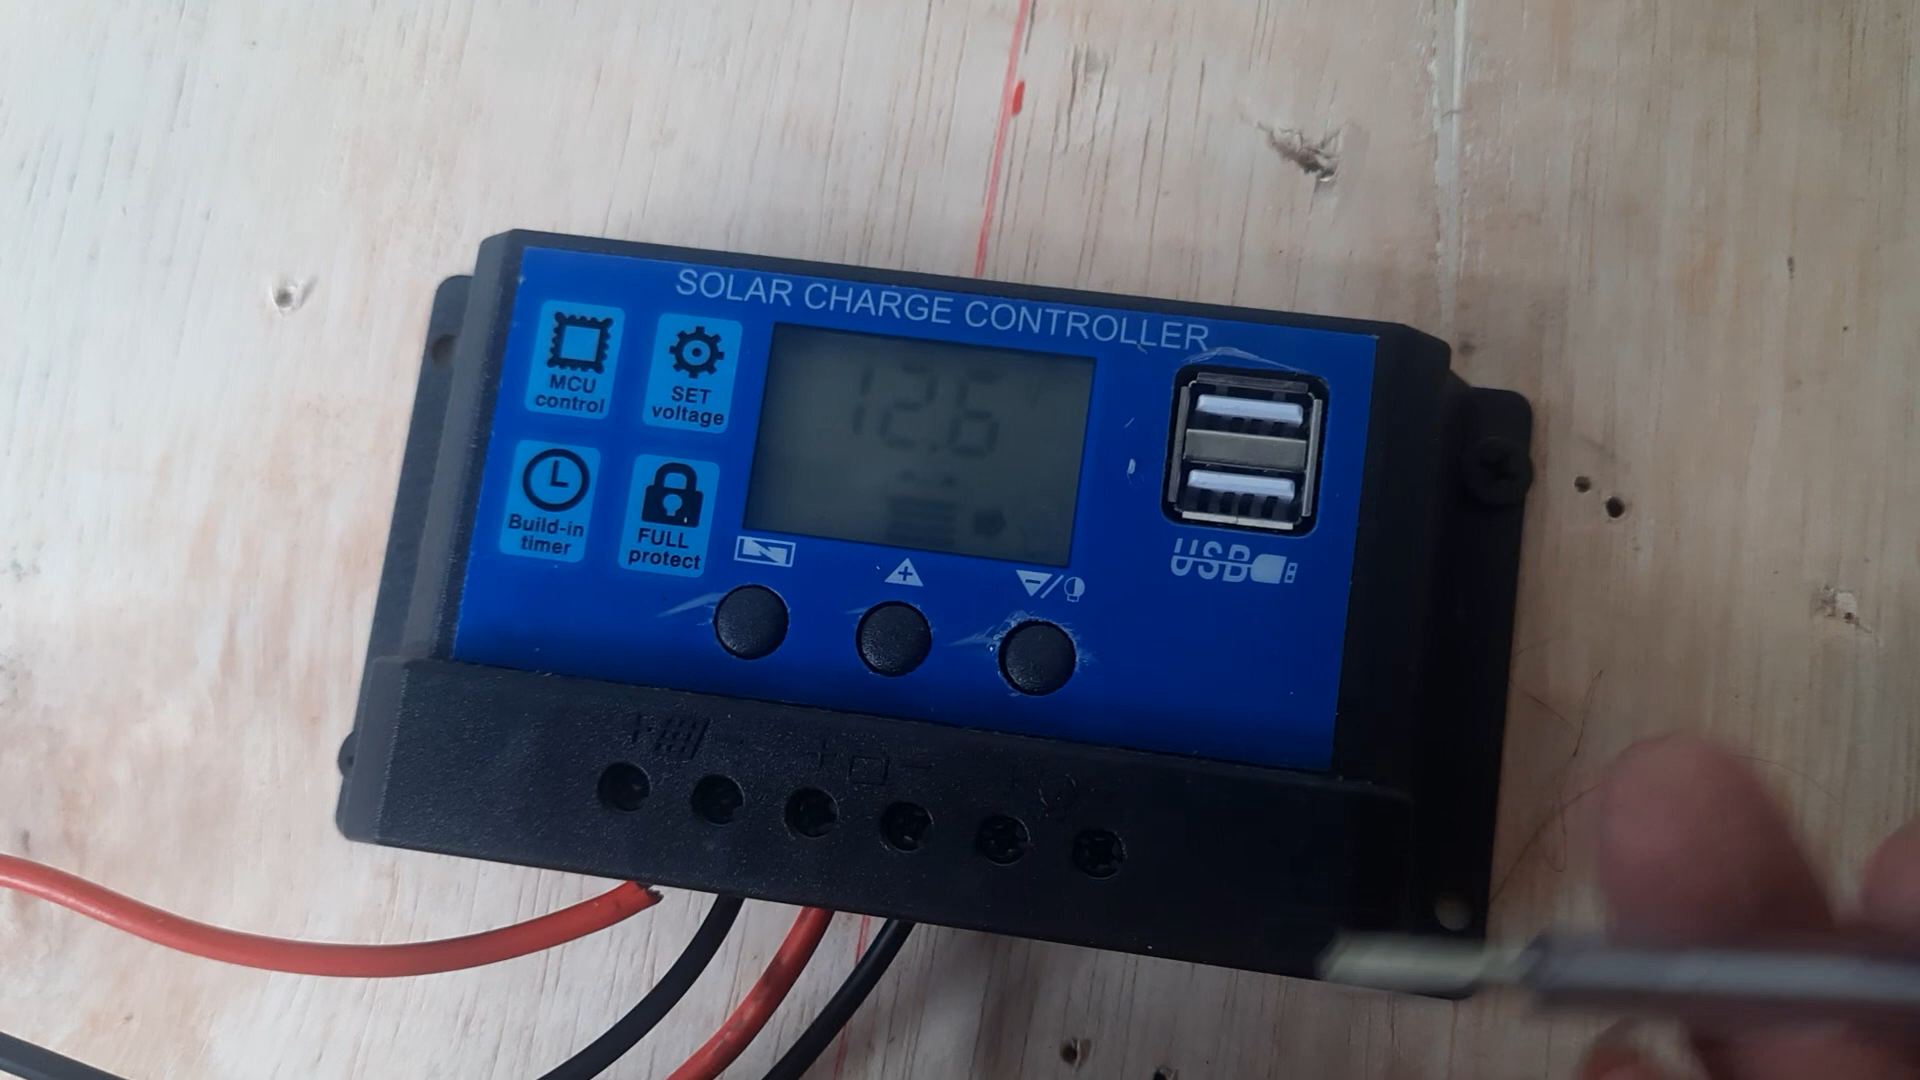 SOLAR CHARGE CONTROLLER
MCU
control
SET
voltage
12.6
Build-in
timer
FULL
protect
USB